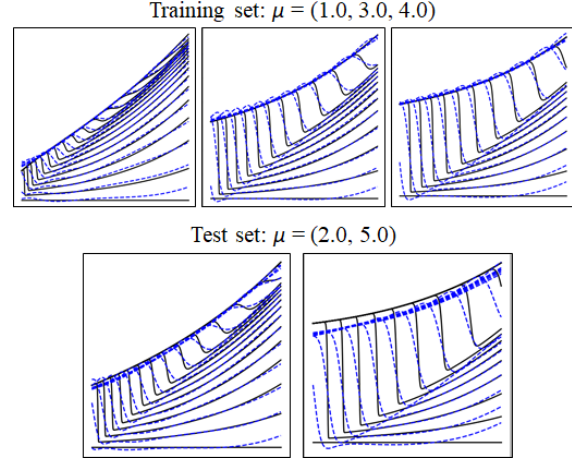 Training set: μ = (1.0, 3.0, 4.0)
Test set: μ = (2.0, 5.0)